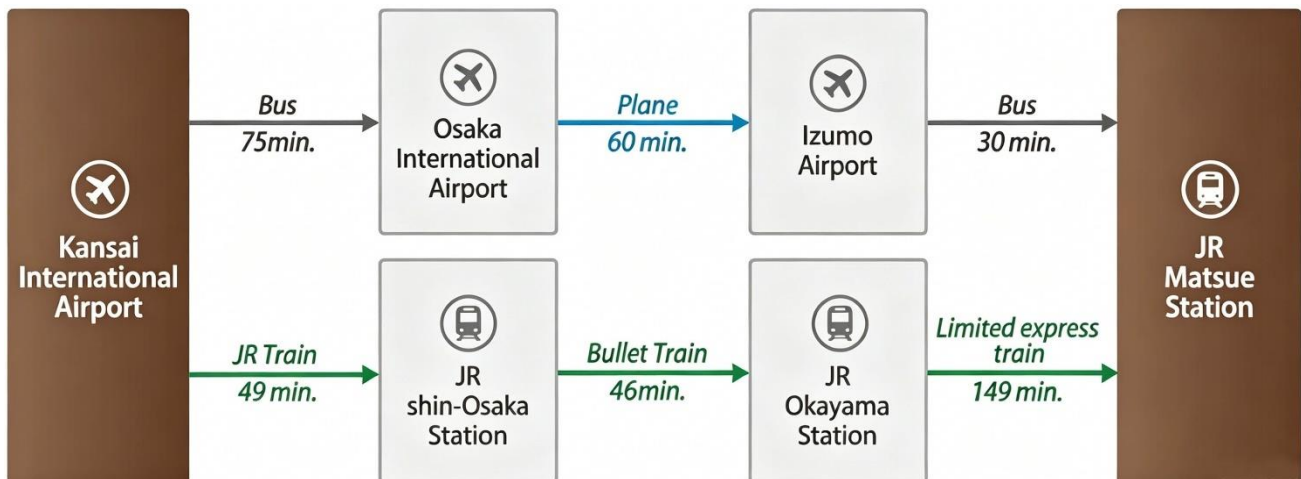 Kansai
International
Airport
Bus
75min.
Osaka
International
Airport
Plane
60 min.
Izumo
Airport
Bus
30 min.
JR Train
49 min.
JR
shin-Osaka
Station
Bullet Train
46min.
JR
Okayama
Station
Limited express
train
149 min.
JR
Matsue
Station